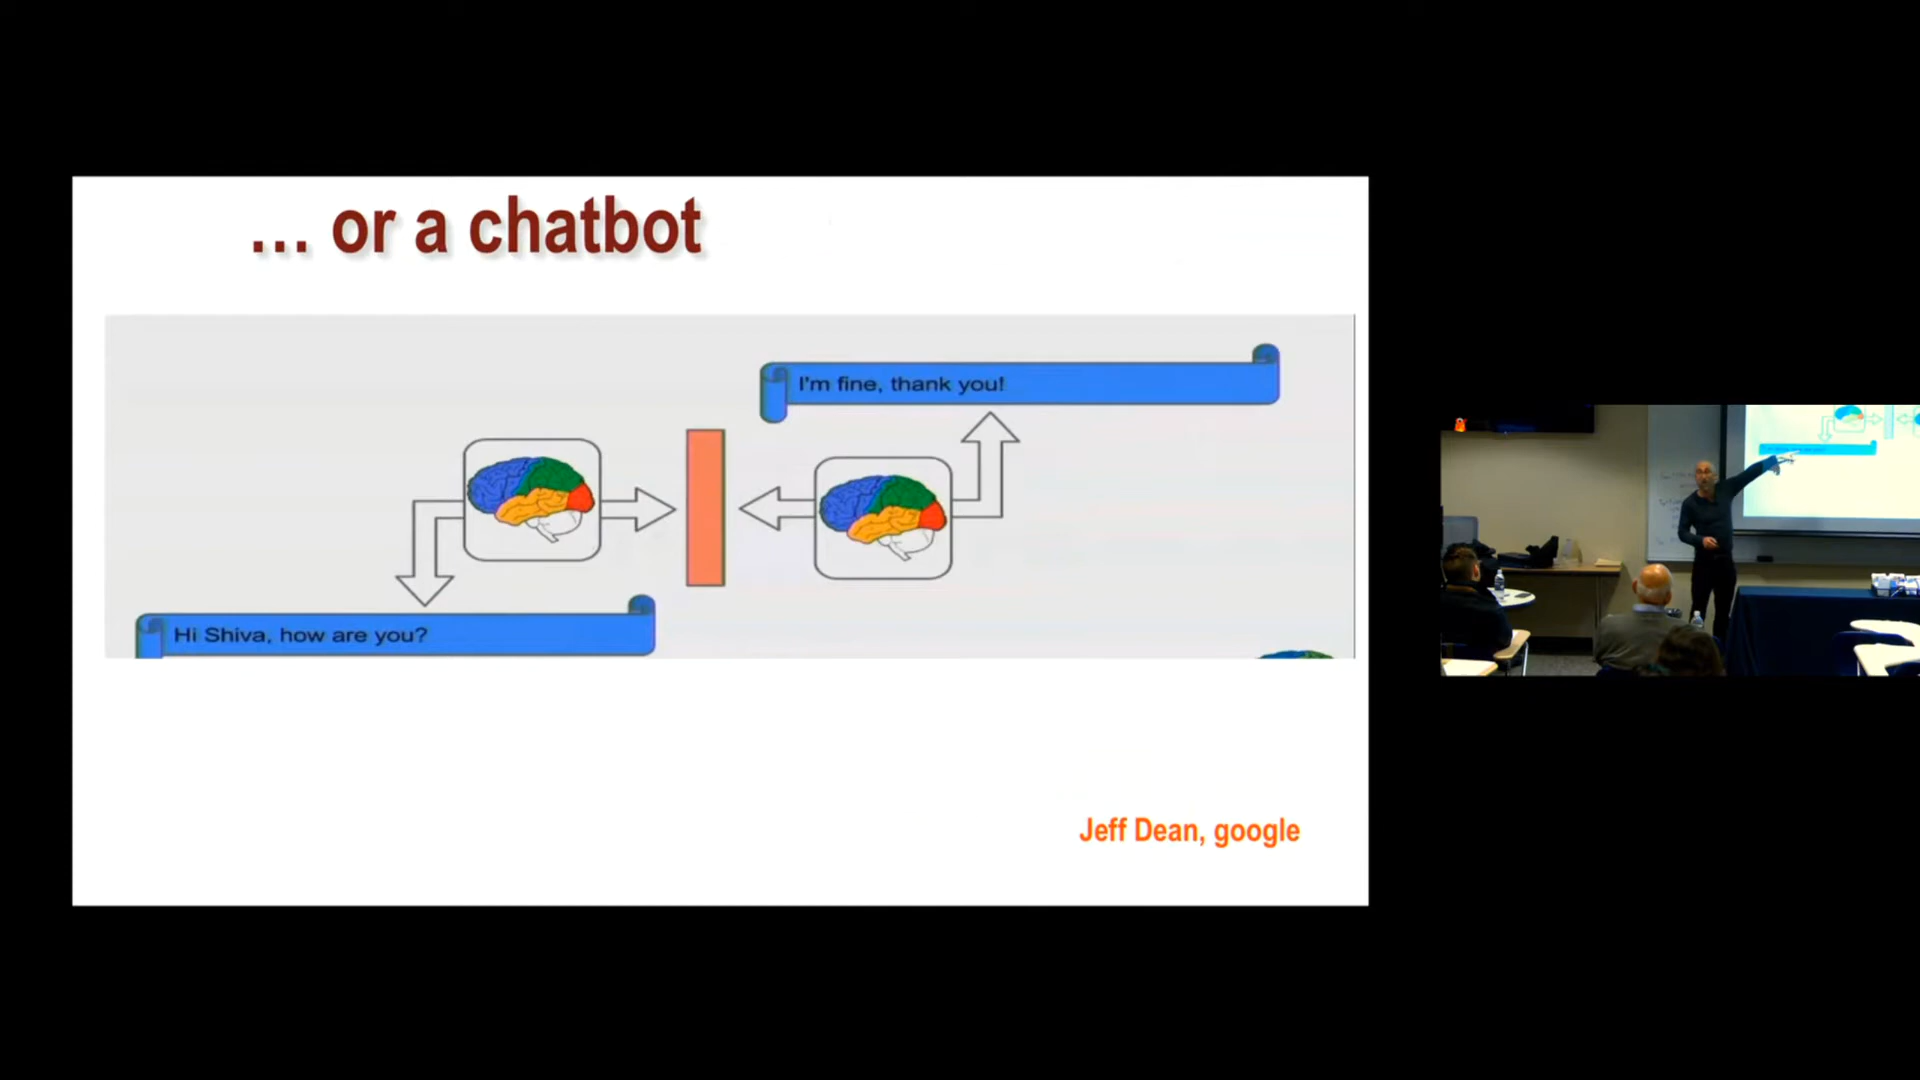 ... or a chatbot
I'm fine, thank you!
Hi Shiva, how are you?
Jeff Dean, google